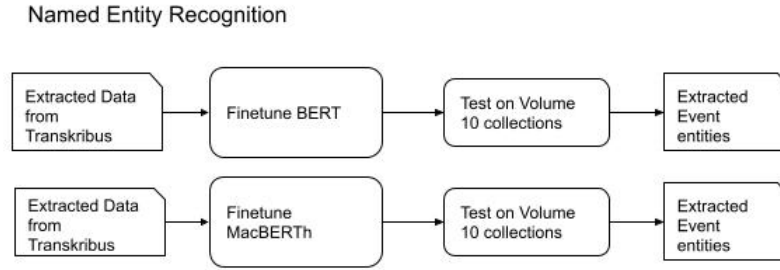 Named Entity Recognition
Extracted Data
from
Transkribus
Finetune BERT
Test on Volume
10 collections
Extracted
Event
entities
Extracted Data
from
Transkribus
Finetune
MacBERTh
Test on Volume
10 collections
Extracted
Event
entities